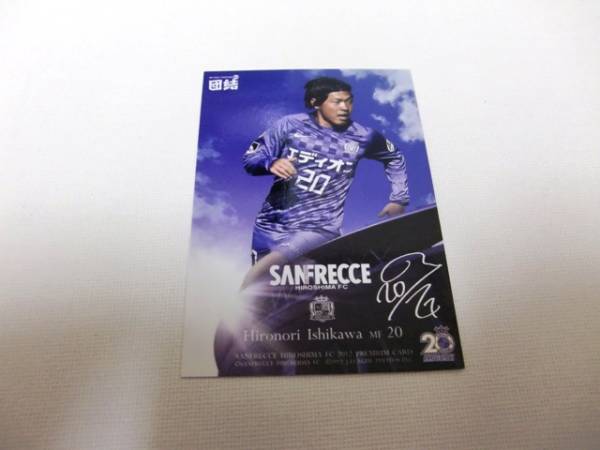 団結
エディオン
20
SANFRECCE
HIROSHIMA FC
Hironori Ishikawa MF 20
SANFRECCE HIROSHIMA FC 2012 PREMIUM CARD
20